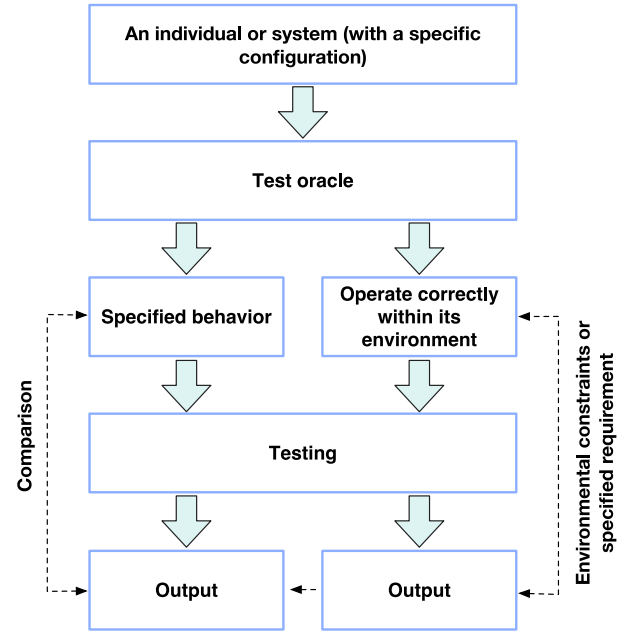 An individual or system (with a specific
configuration)
Test oracle
Specified behavior
Operate correctly
within its
environment
Comparison
Environmental constraints or
specified requirement
Testing
Output
Output